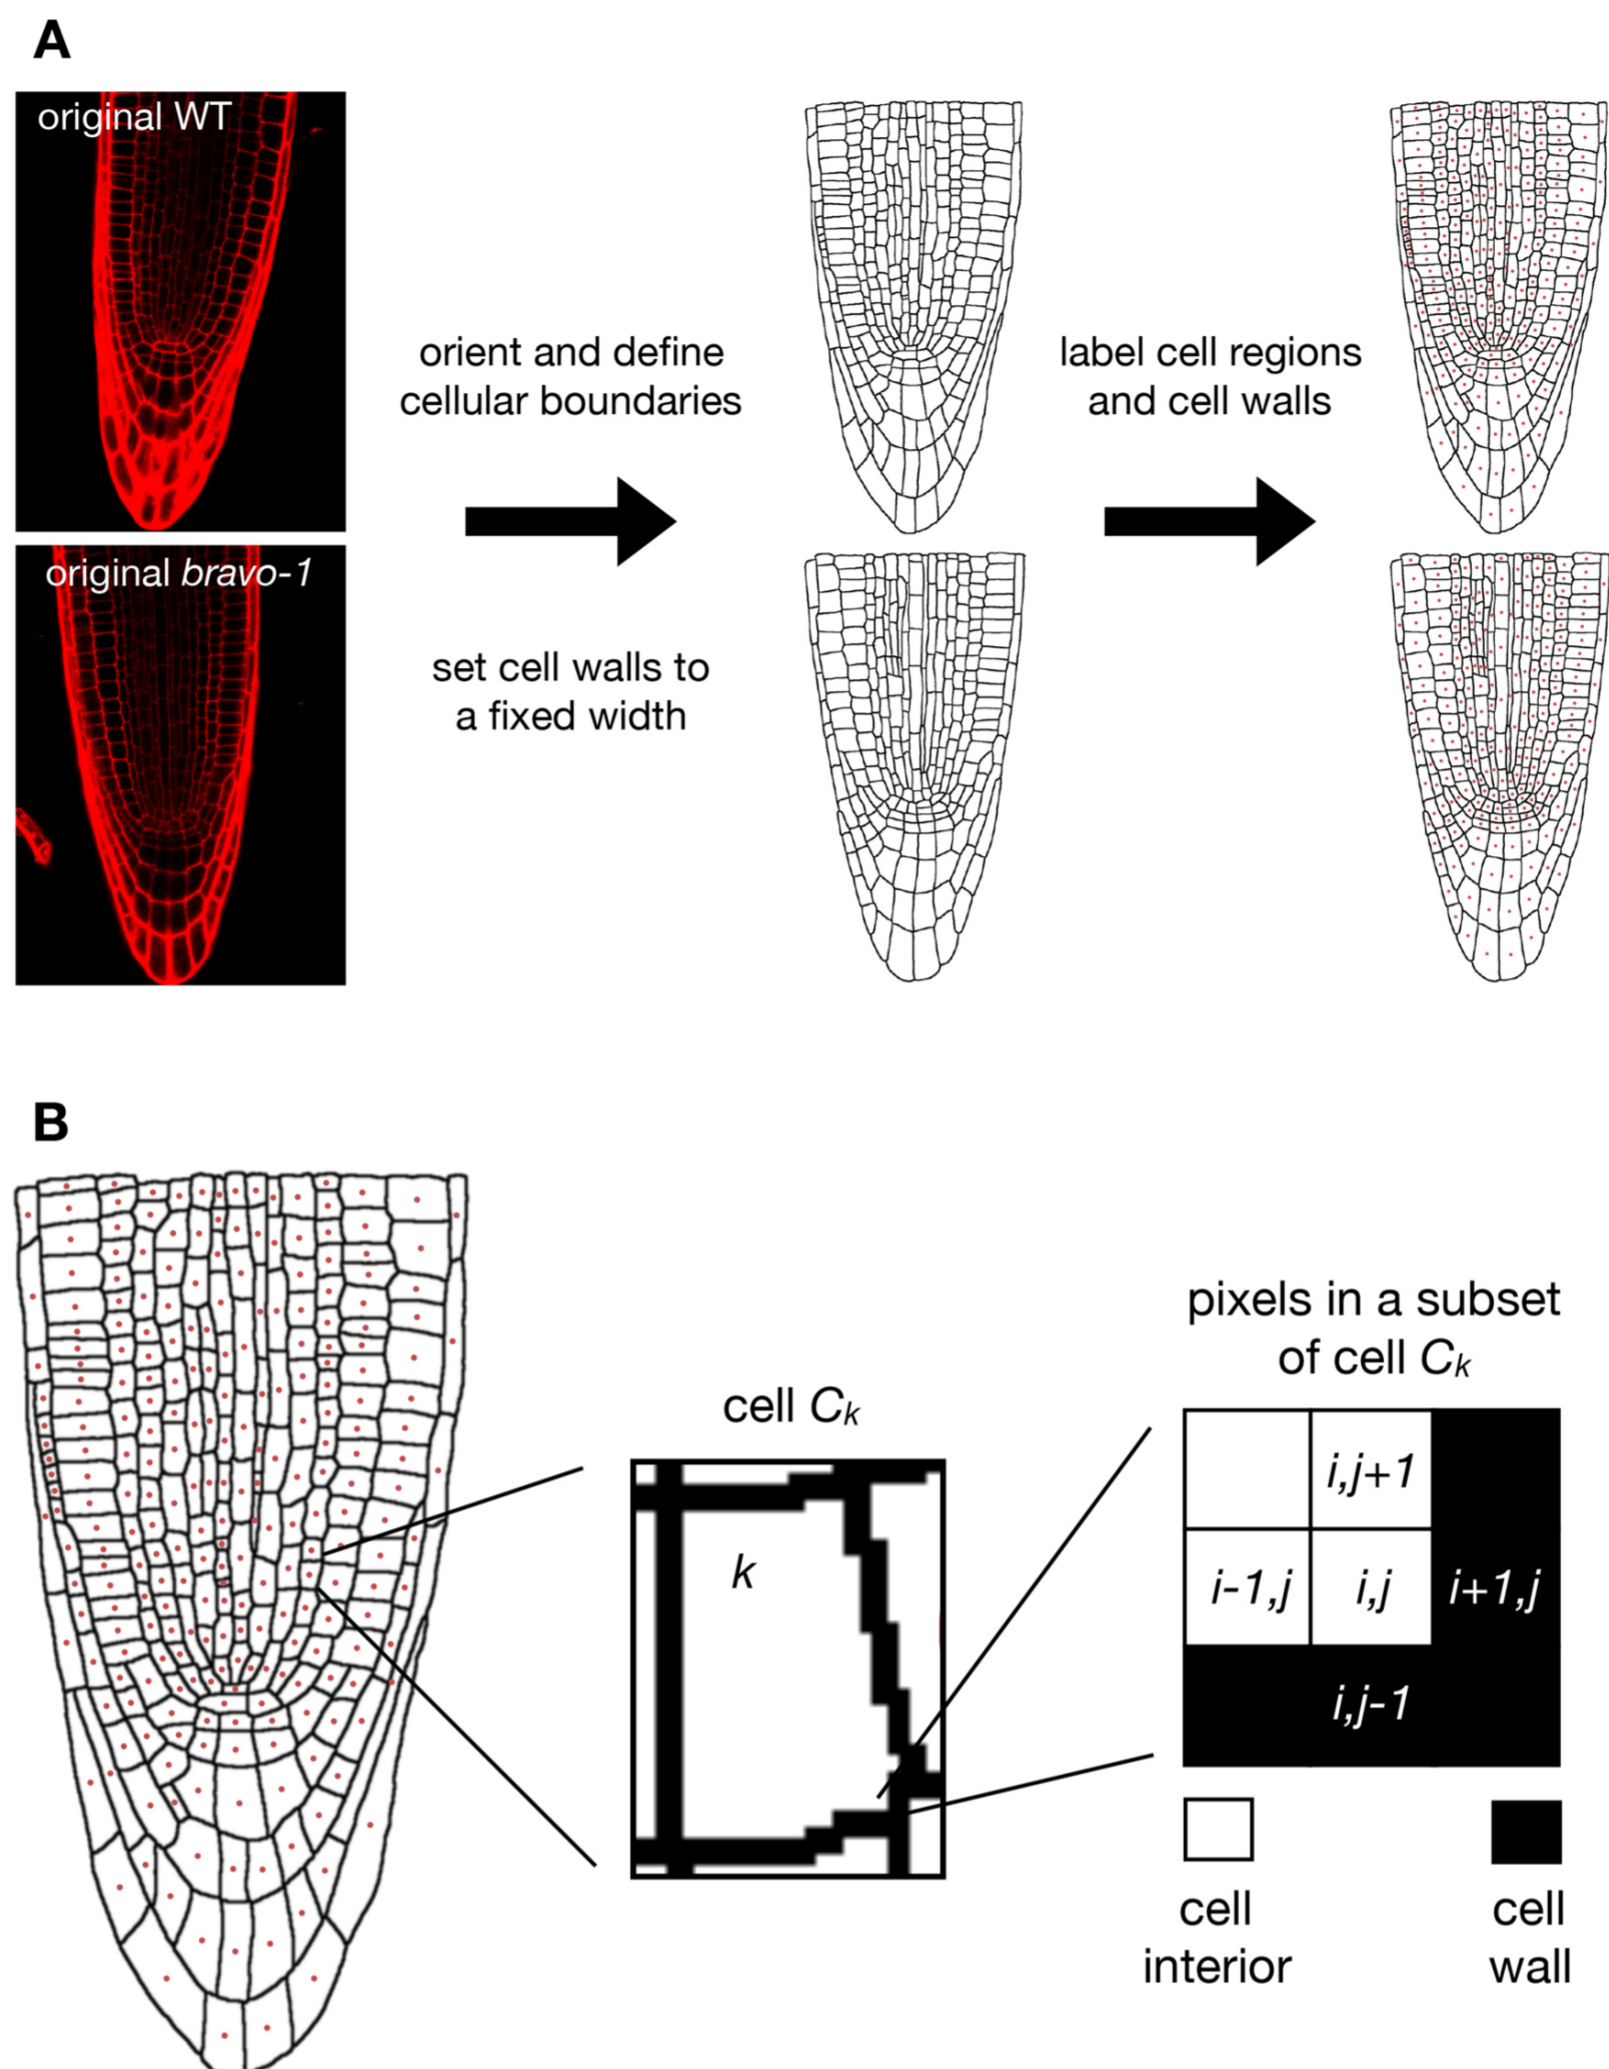 A
original WT
orient and define
cellular boundaries
label cell regions
and cell walls
original bravo-1
set cell walls to
a fixed width
B
pixels in a subset
of cell Ck
cell Ck
k
i,j+1
i-1,j
i,j
i+1,j
i,j-1
cell
interior
cell
wall